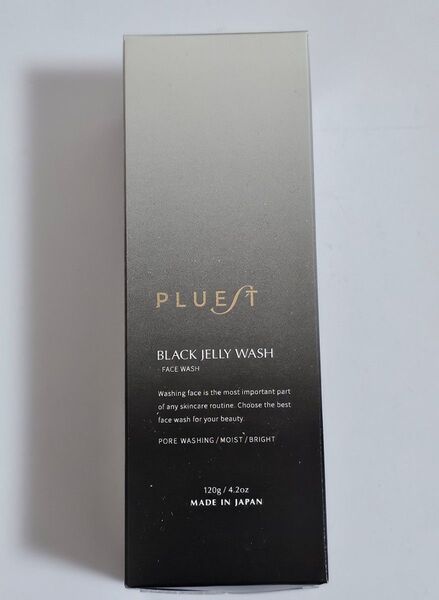 PLUEST
BLACK JELLY WASH
FACE WASH
Washing face is the most important part
of any skincare routine. Choose the best
face wash for your beauty.
PORE WASHING / MOIST / BRIGHT
120g / 4.2oz
MADE IN JAPAN